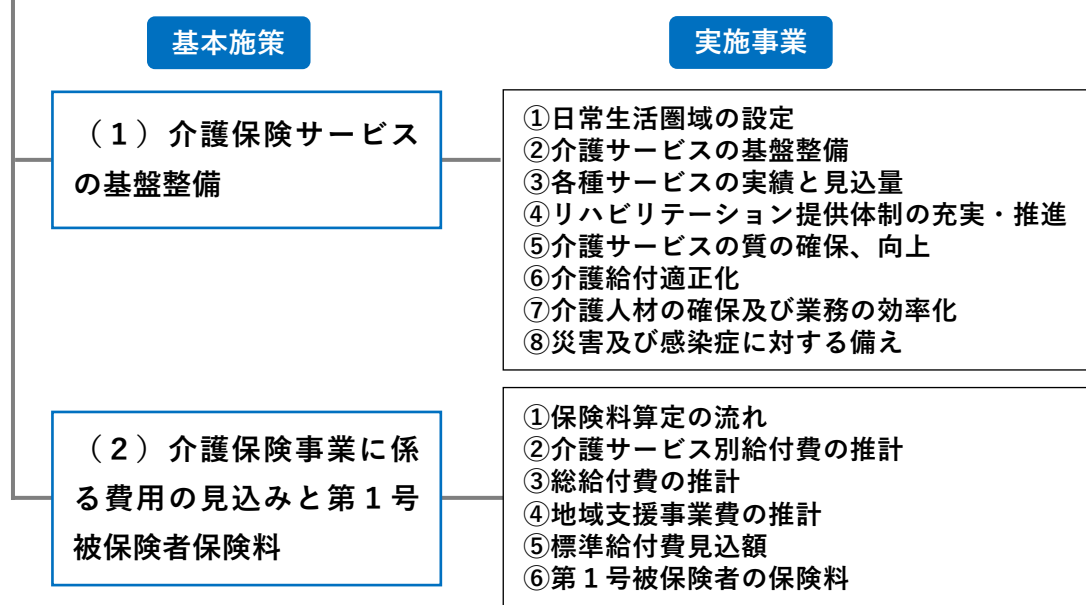 基本施策
実施事業
（１）介護保険サービス
の基盤整備
①日常生活圏域の設定
②介護サービスの基盤整備
③各種サービスの実績と見込量
④リハビリテーション提供体制の充実・推進
⑤介護サービスの質の確保、向上
⑥介護給付適正化
⑦介護人材の確保及び業務の効率化
⑧災害及び感染症に対する備え
（２）介護保険事業に係
る費用の見込みと第１号
被保険者保険料
①保険料算定の流れ
②介護サービス別給付費の推計
③総給付費の推計
④地域支援事業費の推計
⑤標準給付費見込額
⑥第１号被保険者の保険料